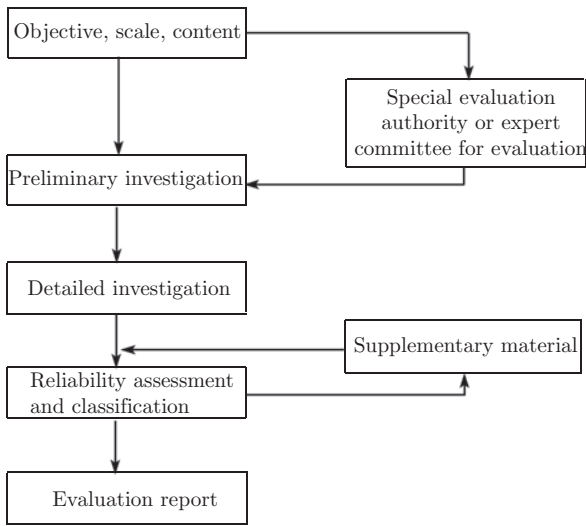 Objective, scale, content
Special evaluation
authority or expert
committee for evaluation
Preliminary investigation
Detailed investigation
Supplementary material
Reliability assessment
and classification
Evaluation report